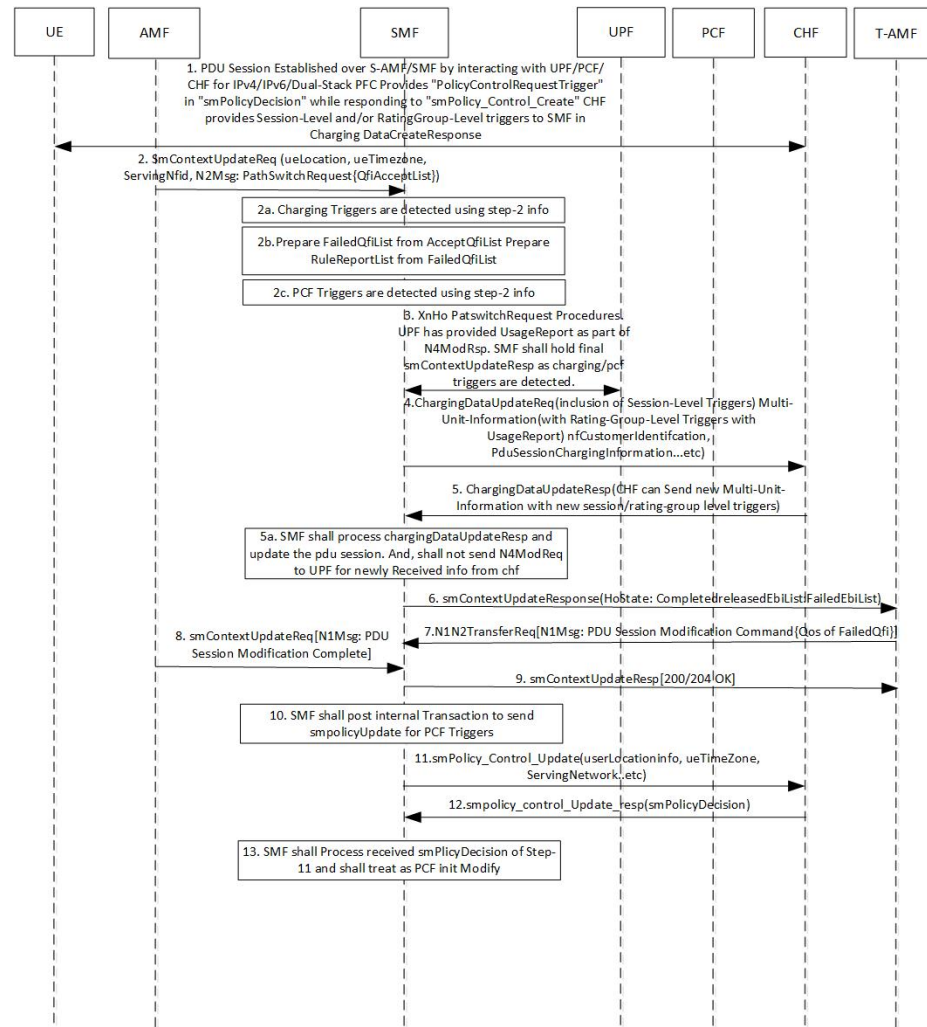 UE
AMF
SMF
UPF
PCF
CHF
T-AMF
1. PDU Session Established over S-AMF/SMF by interacting with UPF/PCF/
CHF for IPv4/IPv6/Dual-Stack PFC Provides "PolicyControlRequestTrigger"
in "smPolicyDecision" while responding to "smPolicy_Control_Create" CHF
provides Session-Level and/or RatingGroup-Level triggers to SMF in
Charging DataCreateResponse
2. SmContextUpdateReq (ueLocation, ueTimezone,
ServingNfid, N2Msg: PathSwitchRequest{QfiAcceptList})
2a. Charging Triggers are detected using step-2 info
2b. Prepare FailedQfiList from AcceptQfiList Prepare
RuleReportList from FailedQfiList
2c. PCF Triggers are detected using step-2 info
3. XnHo PatswitchRequest Procedures.
UPF has provided UsageReport as part of
N4ModRsp. SMF shall hold final
smContextUpdateResp as charging/pcf
triggers are detected.
4.ChargingDataUpdateReq(inclusion of Session-Level Triggers) Multi-
Unit-Information(with Rating-Group-Level Triggers with
UsageReport) nfCustomerIdentifcation,
PduSessionChargingInformation...etc)
5. ChargingDataUpdateResp(CHF can Send new Multi-Unit-
Information with new session/rating-group level triggers)
5a. SMF shall process chargingDataUpdateResp and
update the pdu session. And, shall not send N4ModReq
to UPF for newly Received info from chf
6. smContextUpdateResponse(HoState: CompletedreleasedEbiList:FailedEbiList)
7.N1N2TransferReq[N1Msg: PDU Session Modification Command{Qos of FailedQfi}]
8. smContextUpdateReq[N1Msg: PDU
Session Modification Complete]
9. smContextUpdateResp[200/204 OK]
10. SMF shall post internal Transaction to send
smpolicyUpdate for PCF Triggers
11.smPolicy_Control_Update(userLocationinfo, ueTimeZone,
ServingNetwork..etc)
12.smpolicy_control_Update_resp(smPolicyDecision)
13. SMF shall Process received smPlicyDecision of Step-
11 and shall treat as PCF init Modify